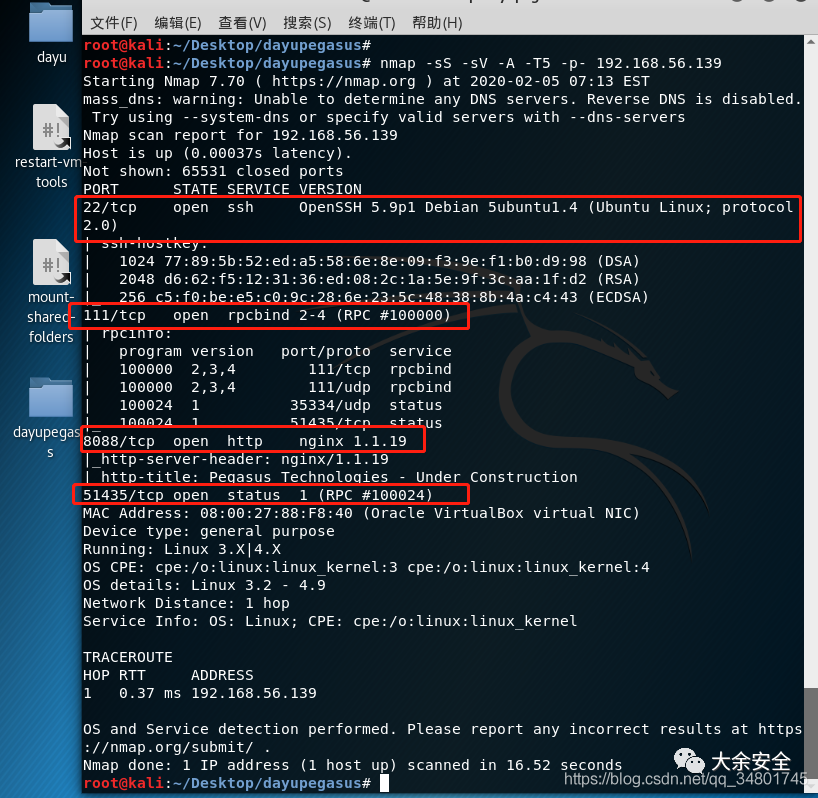 文件(F) 编辑(E) 查看(V) 搜索(S) 终端(T) 帮助(H)
dayu
restart-vm
tools
mount-
shared-
folders
dayupegas
s
root@kali:~/Desktop/dayupegasus#
root@kali:~/Desktop/dayupegasus# nmap -sS -sV -A -T5 -p- 192.168.56.139
Starting Nmap 7.70 ( https://nmap.org ) at 2020-02-05 07:13 EST
mass_dns: warning: Unable to determine any DNS servers. Reverse DNS is disabled.
Try using --system-dns or specify valid servers with --dns-servers
Nmap scan report for 192.168.56.139
Host is up (0.00037s latency).
Not shown: 65531 closed ports
PORT STATE SERVICE VERSION
22/tcp open ssh OpenSSH 5.9p1 Debian 5ubuntu1.4 (Ubuntu Linux; protocol
2.0)
| ssh-hostkey:
| 1024 77:89:5b:52:ed:a5:58:6e:8e:09:f3:9e:f1:b0:d9:98 (DSA)
| 2048 d6:62:f5:12:31:36:ed:08:2c:1a:5e:9f:3c:aa:1f:d2 (RSA)
|_ 256 c5:f0:be:e5:c0:9c:28:6e:23:5c:48:38:8b:4a:c4:43 (ECDSA)
111/tcp open rpcbind 2-4 (RPC #100000)
| rpcinfo:
| program version port/proto service
| 100000 2,3,4 111/tcp rpcbind
| 100000 2,3,4 111/udp rpcbind
| 100024 1 35334/udp status
|_ 100024 1 51435/tcp status
8088/tcp open http nginx 1.1.19
|_http-server-header: nginx/1.1.19
|_http-title: Pegasus Technologies - Under Construction
51435/tcp open status 1 (RPC #100024)
MAC Address: 08:00:27:88:F8:40 (Oracle VirtualBox virtual NIC)
Device type: general purpose
Running: Linux 3.X|4.X
OS CPE: cpe:/o:linux:linux_kernel:3 cpe:/o:linux:linux_kernel:4
OS details: Linux 3.2 - 4.9
Network Distance: 1 hop
Service Info: OS: Linux; CPE: cpe:/o:linux:linux_kernel
TRACEROUTE
HOP RTT ADDRESS
1 0.37 ms 192.168.56.139
OS and Service detection performed. Please report any incorrect results at https
://nmap.org/submit/ .
Nmap done: 1 IP address (1 host up) scanned in 16.52 seconds
root@kali:~/Desktop/dayupegasus#
大余安全
https://blog.csdn.net/qq_34801745